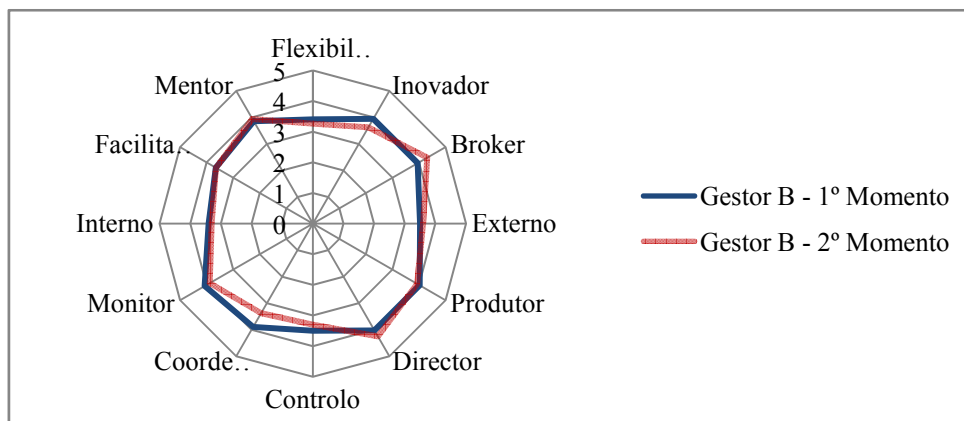 Flexibil…
Inovador
Broker
Externo
Produtor
Director
Controlo
Coorde…
Monitor
Interno
Facilita…
Mentor
5
4
3
2
1
0
Gestor B - 1º Momento
Gestor B - 2º Momento